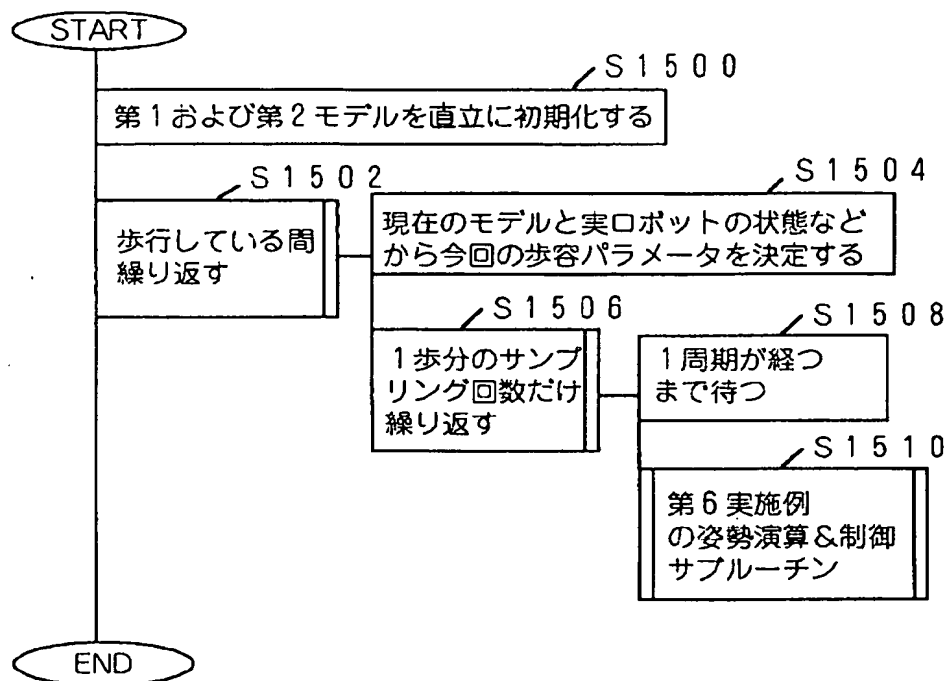 START
S1500
第1および第2モデルを直立に初期化する
S1502
歩行している間
繰り返す
S1504
現在のモデルと実ロボットの状態など
から今回の歩容パラメータを決定する
S1506
1歩分のサンプ
リング回数だけ
繰り返す
S1508
1周期が経つ
まで待つ
S1510
第6実施例
の姿勢演算&制御
サブルーチン
END